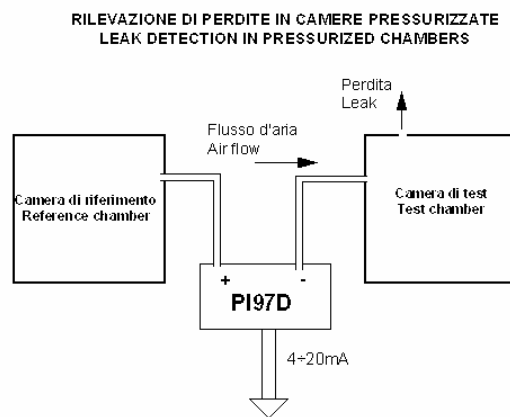 RILEVAZIONE DI PERDITE IN CAMERE PRESSURIZZATE
LEAK DETECTION IN PRESSURIZED CHAMBERS
Perdita
Leak
Flusso d'aria
Air flow
Camera di riferimento
Reference chamber
Camera di test
Test chamber
+ -
PI97D
4÷20mA